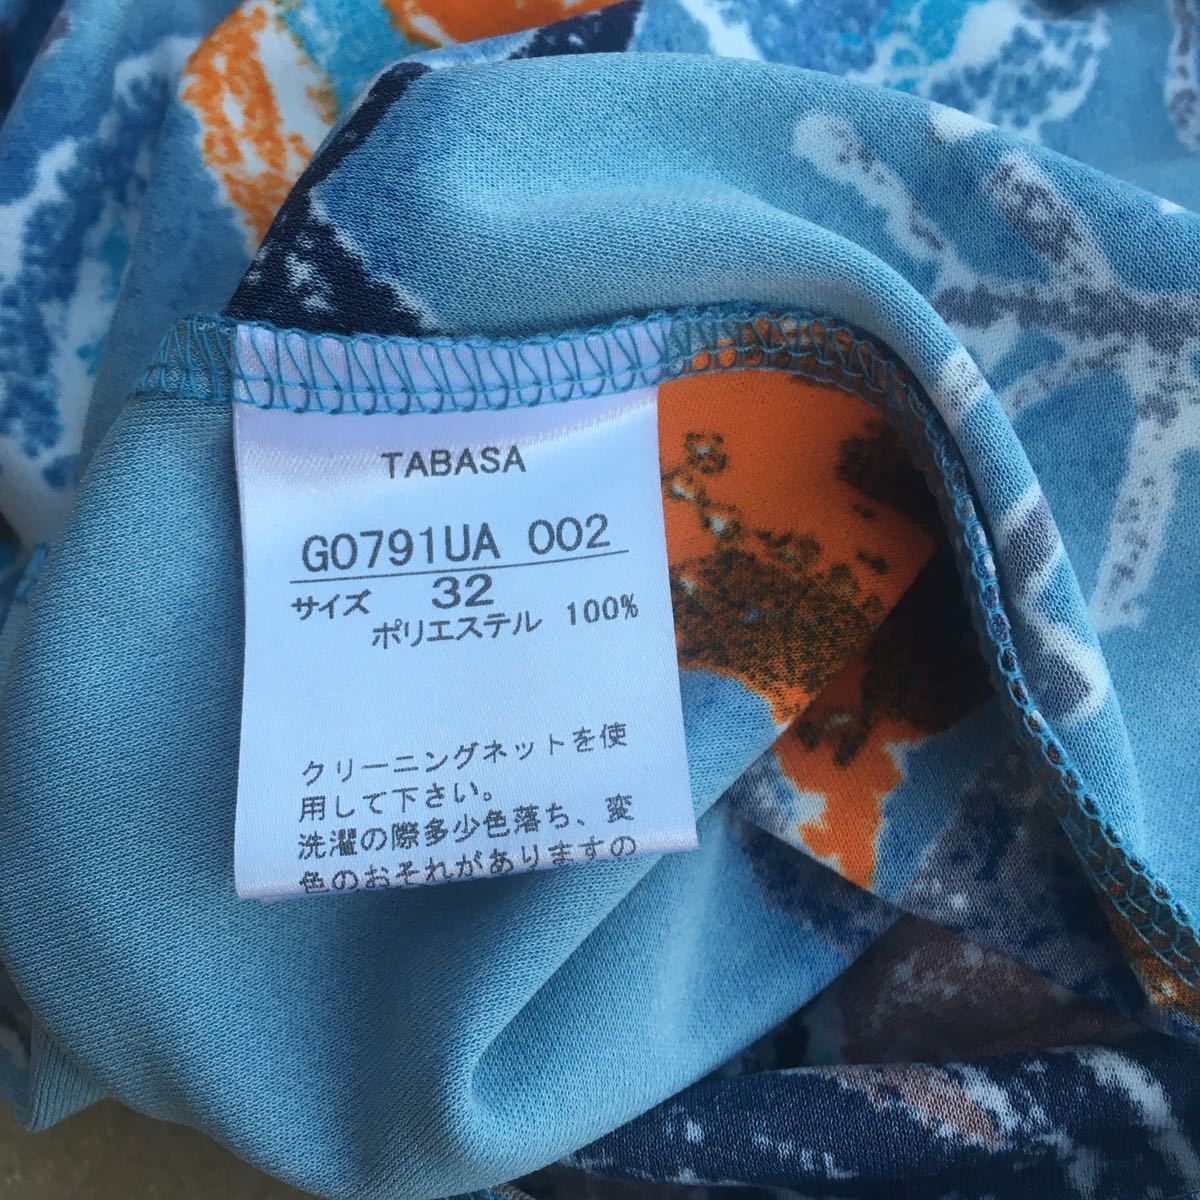 TABASA
G0791UA 002
サイズ 32
ポリエステル 100%
クリーニングネットを使
用して下さい。
洗濯の際多少色落ち、変
色のおそれがありますの